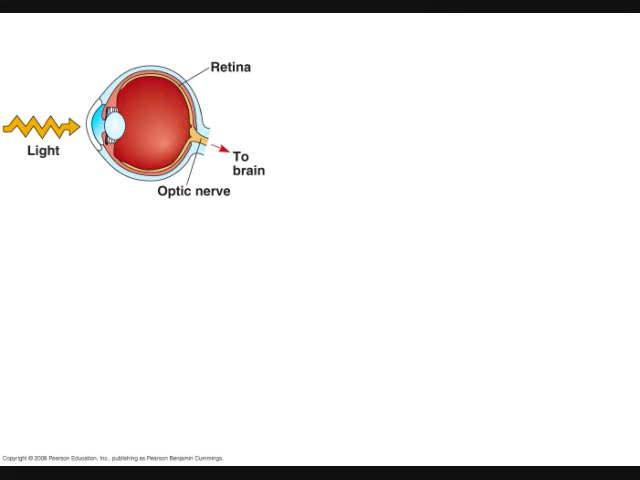 Retina
Light
To
brain
Optic nerve
Copyright © 2008 Pearson Education, Inc., publishing as Pearson Benjamin Cummings.